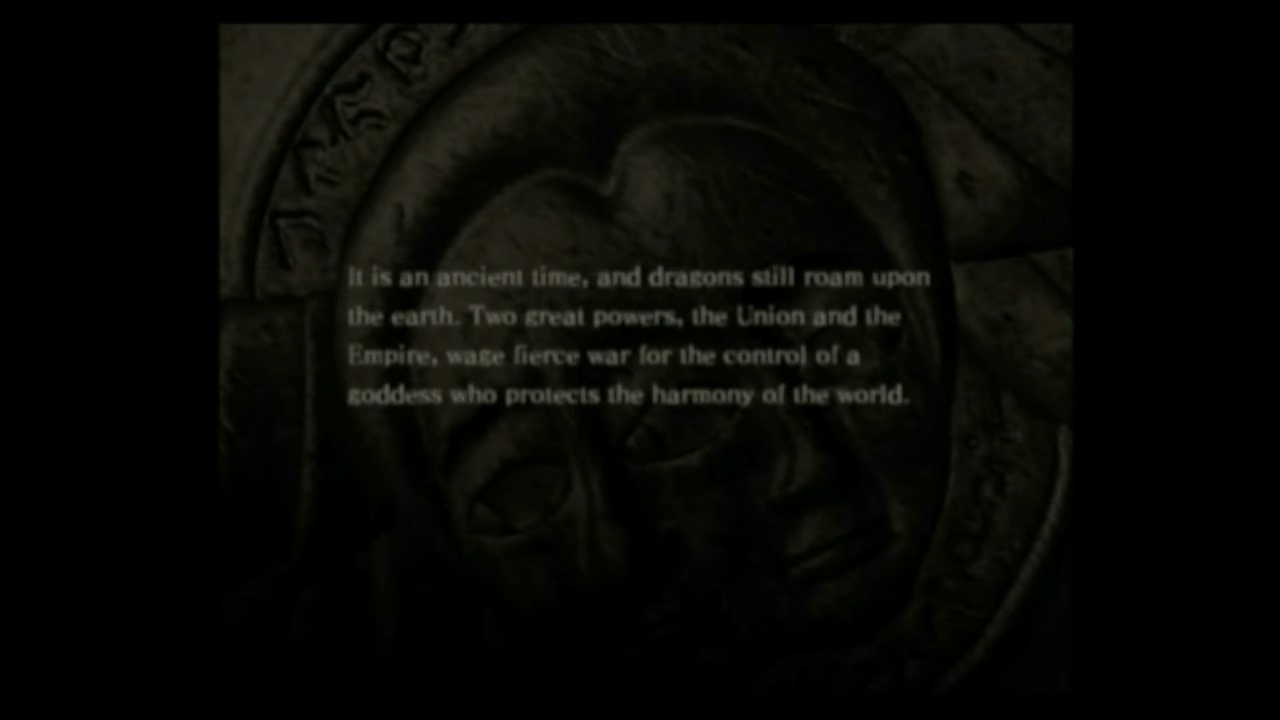 It is an ancient time, and dragons still roam upon
the earth. Two great powers, the Union and the
Empire, wage fierce war for the control of a
goddess who protects the harmony of the world.